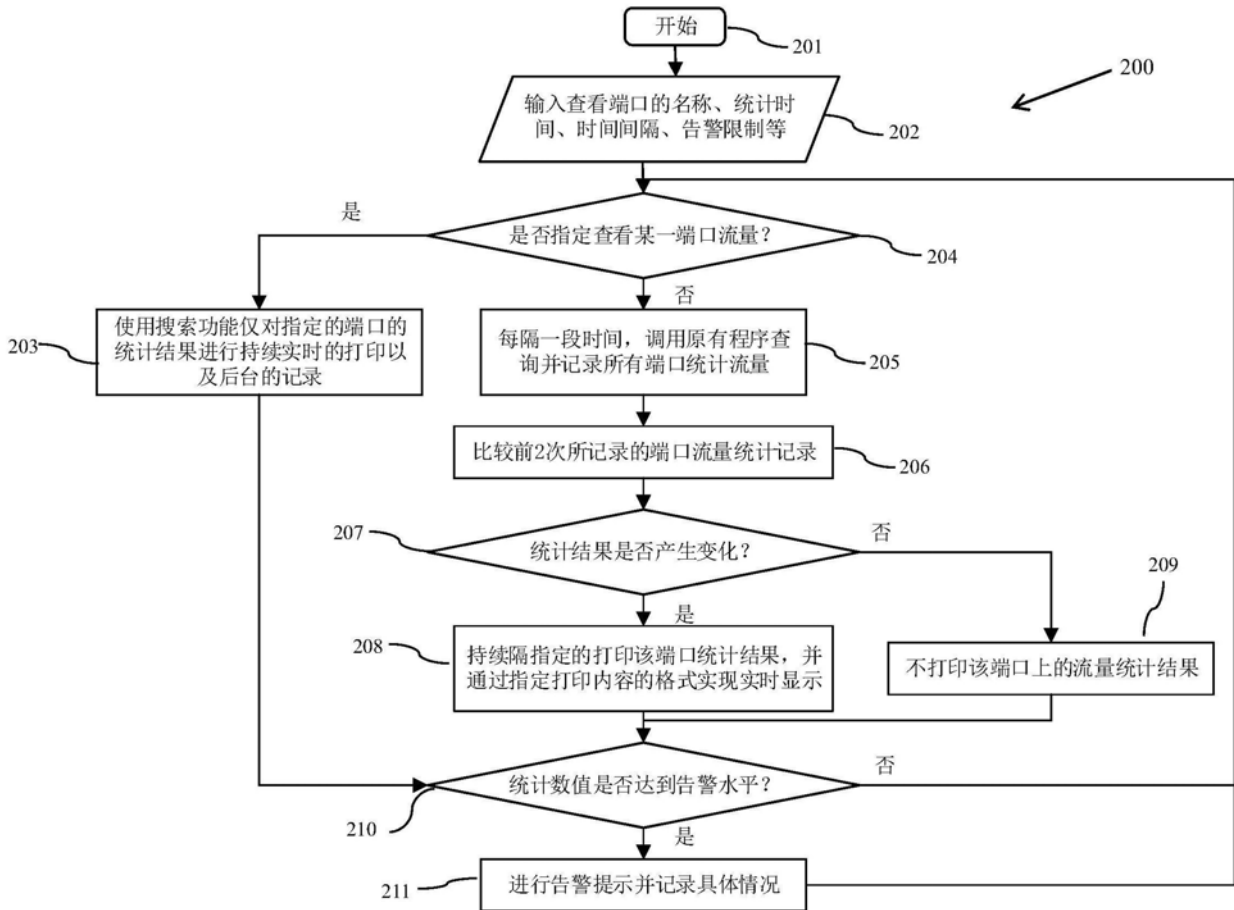 开始
201
200
输入查看端口的名称、统计时
间、时间间隔、告警限制等
202
是
是否指定查看某一端口流量？
204
否
使用搜索功能仅对指定的端口的
统计结果进行持续实时的打印以
及后台的记录
203
每隔一段时间，调用原有程序查
询并记录所有端口统计流量
205
比较前2次所记录的端口流量统计记录
206
207
统计结果是否产生变化？
否
209
是
208
持续隔指定的打印该端口统计结果，并
通过指定打印内容的格式实现实时显示
不打印该端口上的流量统计结果
统计数值是否达到告警水平？
否
210
是
211
进行告警提示并记录具体情况